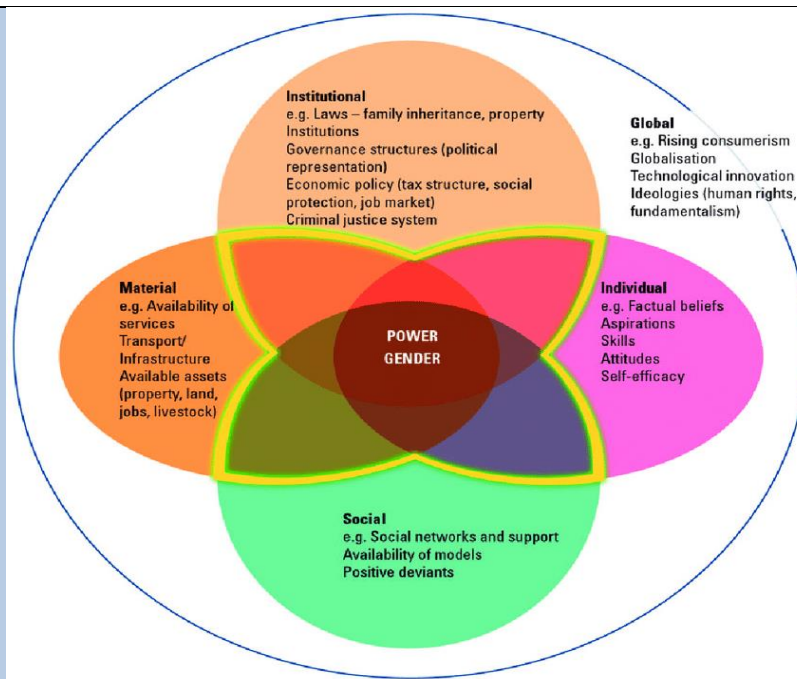 Institutional
e.g. Laws – family inheritance, property
Institutions
Governance structures (political
representation)
Economic policy (tax structure, social
protection, job market)
Criminal justice system
Global
e.g. Rising consumerism
Globalisation
Technological innovation
Ideologies (human rights,
fundamentalism)
Material
e.g. Availability of
services
Transport/
Infrastructure
Available assets
(property, land,
jobs, livestock)
POWER
GENDER
Individual
e.g. Factual beliefs
Aspirations
Skills
Attitudes
Self-efficacy
Social
e.g. Social networks and support
Availability of models
Positive deviants